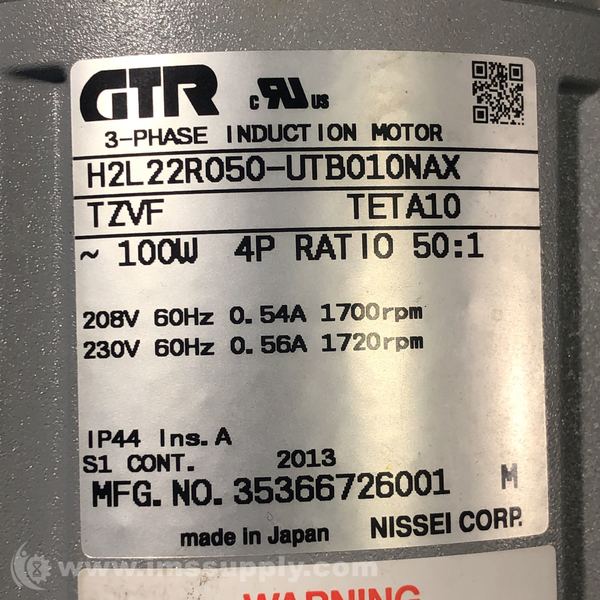 GTR c RU US
3-PHASE INDUCTION MOTOR
H2L22R050-UTB010NAX
TZVF TETA10
~ 100W 4P RATIO 50:1
208V 60Hz 0.54A 1700rpm
230V 60Hz 0.56A 1720rpm
IP44 Ins.A
S1 CONT. 2013
MFG.NO.35366726001 M
made in Japan NISSEI CORP.
www.imssupply.com
WARNING